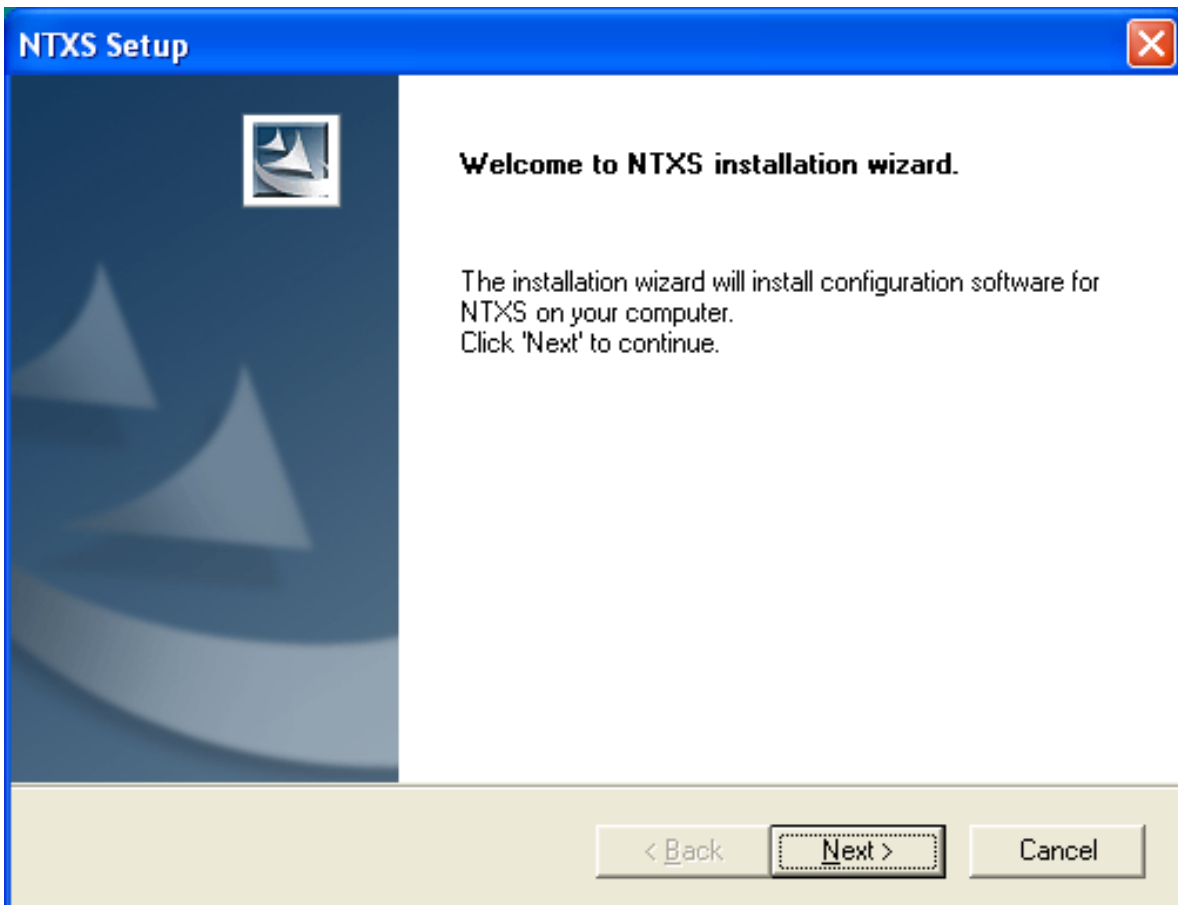 NTXS Setup
Welcome to NTXS installation wizard.
The installation wizard will install configuration software for
NTXS on your computer.
Click 'Next' to continue.
< Back
Next >
Cancel